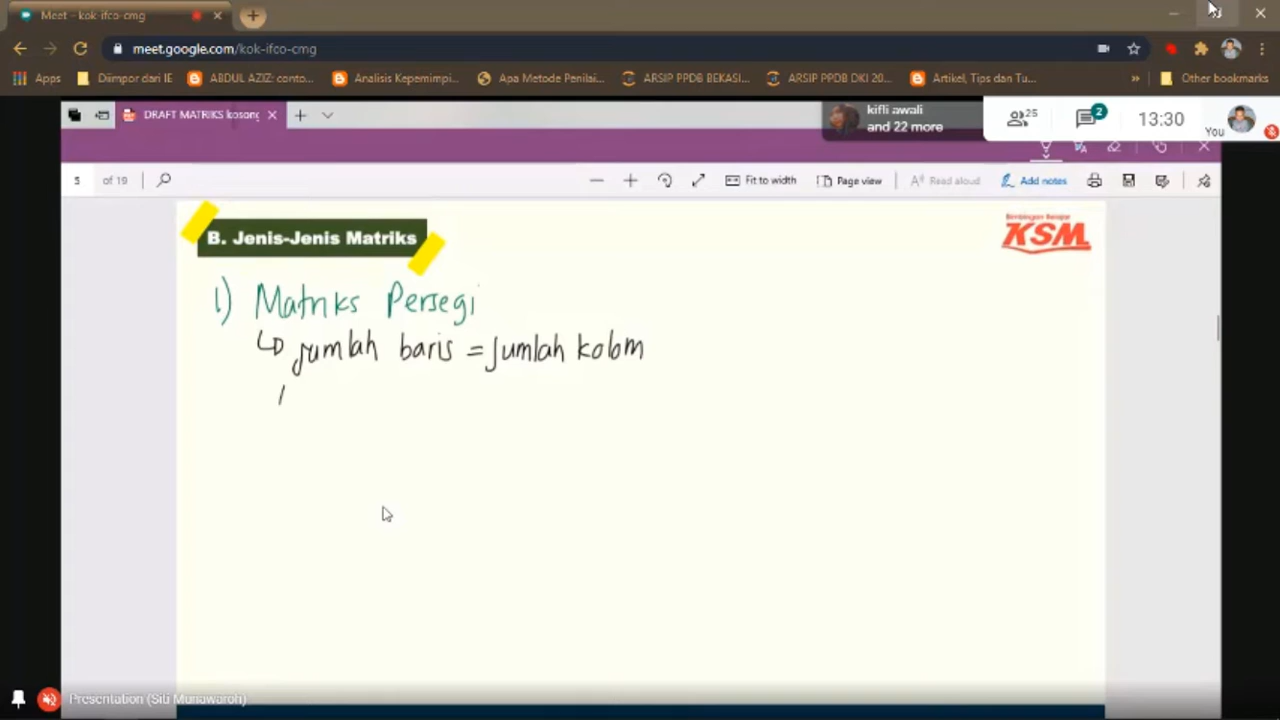 Meet – kok-ifco-cmg
meet.google.com/kok-ifco-cmg
Apps Diimpor dari IE ABDUL AZIZ: conto... Analisis Kepemimpi... Apa Metode Penilai... ARSIP PPDB BEKASI... ARSIP PPDB DKI 20... Artikel, Tips dan Tu... » Other bookmarks
DRAFT MATRIKS kosong
kifli awali
and 22 more
25
2
13:30
You
5 of 19 Fit to width Page view Read aloud Add notes
B. Jenis-Jenis Matriks
Bimbingan Belajar
KSM
1) Matriks Persegi
↳ jumlah baris = jumlah kolom
Presentation (Siti Munawaroh)